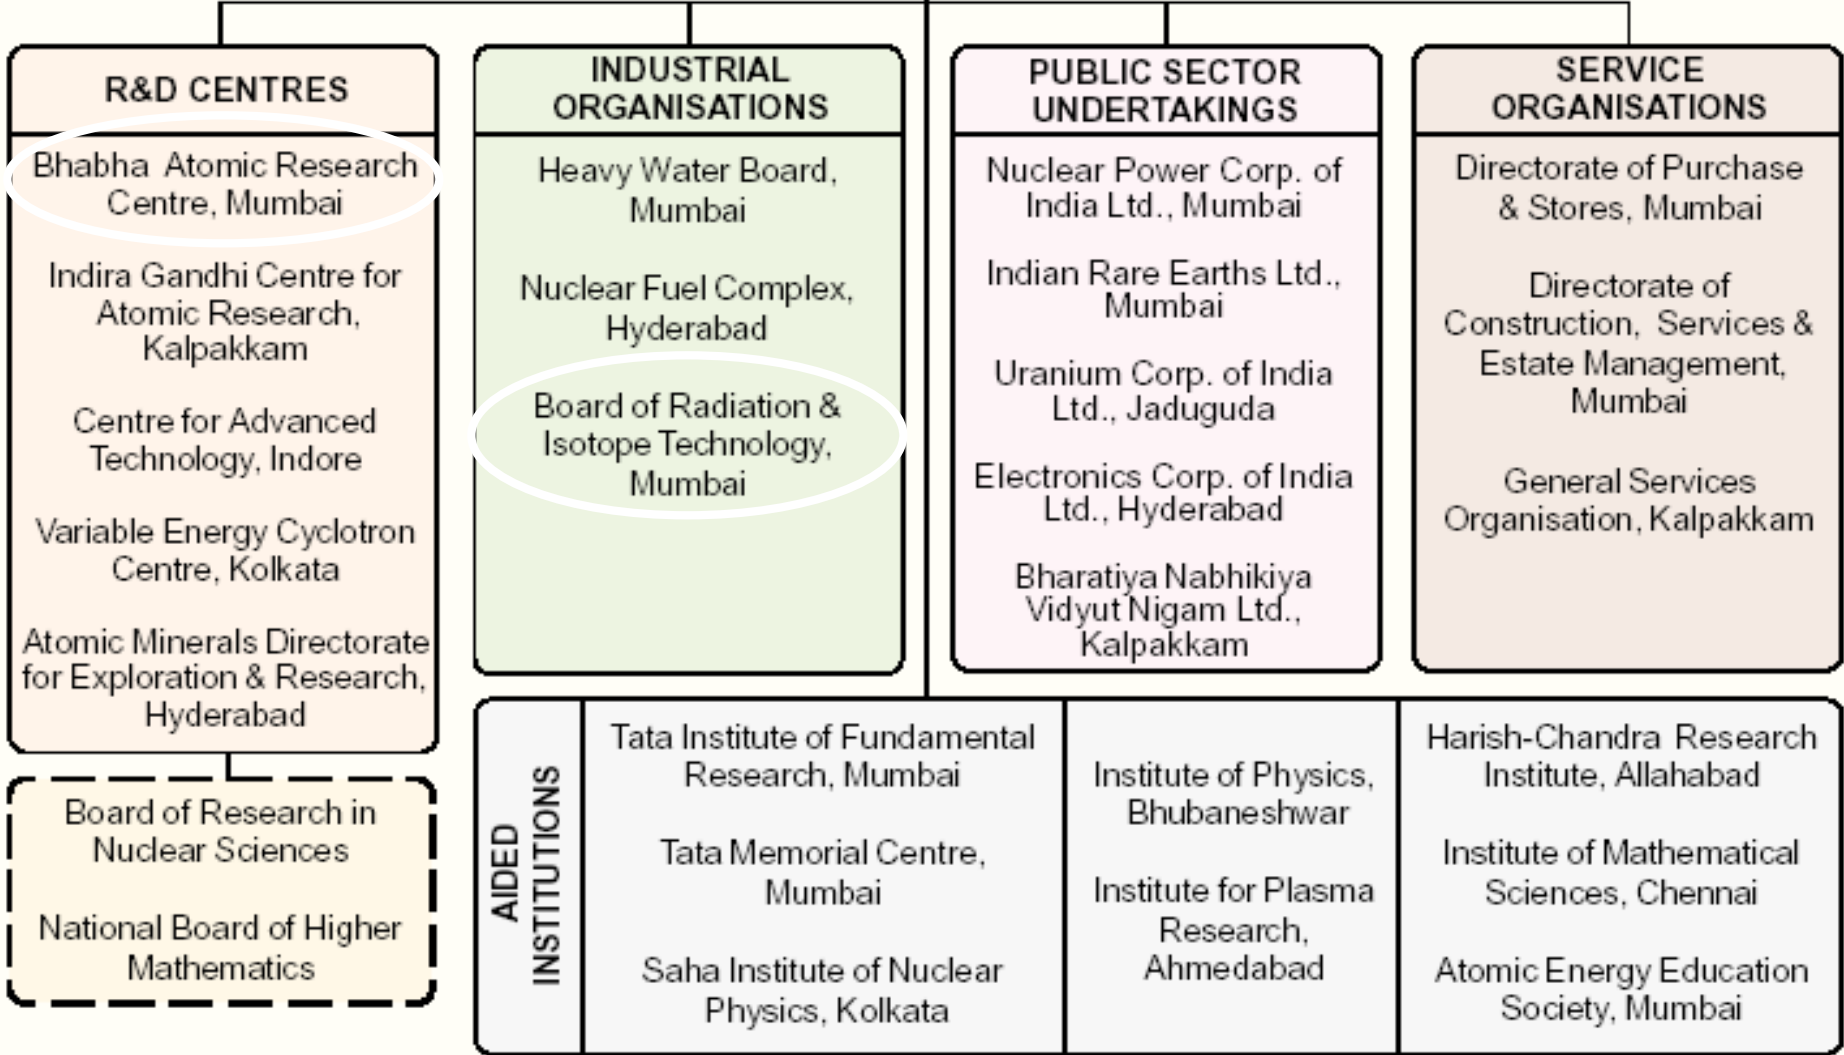 R&D CENTRES
Bhabha Atomic Research
Centre, Mumbai
Indira Gandhi Centre for
Atomic Research,
Kalpakkam
Centre for Advanced
Technology, Indore
Variable Energy Cyclotron
Centre, Kolkata
Atomic Minerals Directorate
for Exploration & Research,
Hyderabad
Board of Research in
Nuclear Sciences
National Board of Higher
Mathematics
INDUSTRIAL
ORGANISATIONS
Heavy Water Board,
Mumbai
Nuclear Fuel Complex,
Hyderabad
Board of Radiation &
Isotope Technology,
Mumbai
PUBLIC SECTOR
UNDERTAKINGS
Nuclear Power Corp. of
India Ltd., Mumbai
Indian Rare Earths Ltd.,
Mumbai
Uranium Corp. of India
Ltd., Jaduguda
Electronics Corp. of India
Ltd., Hyderabad
Bharatiya Nabhikiya
Vidyut Nigam Ltd.,
Kalpakkam
SERVICE
ORGANISATIONS
Directorate of Purchase
& Stores, Mumbai
Directorate of
Construction, Services &
Estate Management,
Mumbai
General Services
Organisation, Kalpakkam
AIDED
INSTITUTIONS
Tata Institute of Fundamental
Research, Mumbai
Tata Memorial Centre,
Mumbai
Saha Institute of Nuclear
Physics, Kolkata
Institute of Physics,
Bhubaneshwar
Institute for Plasma
Research,
Ahmedabad
Harish-Chandra Research
Institute, Allahabad
Institute of Mathematical
Sciences, Chennai
Atomic Energy Education
Society, Mumbai